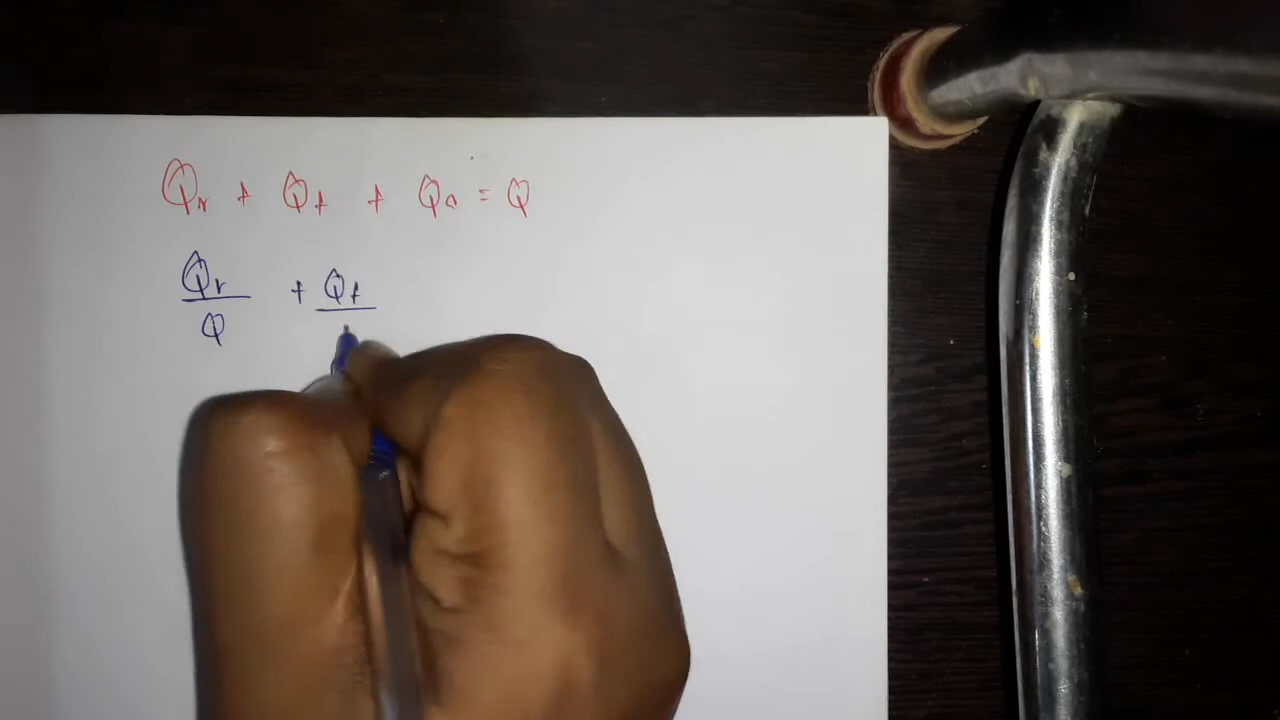 Qr + Qt + Qa = Q
Qr/Q + Qt/